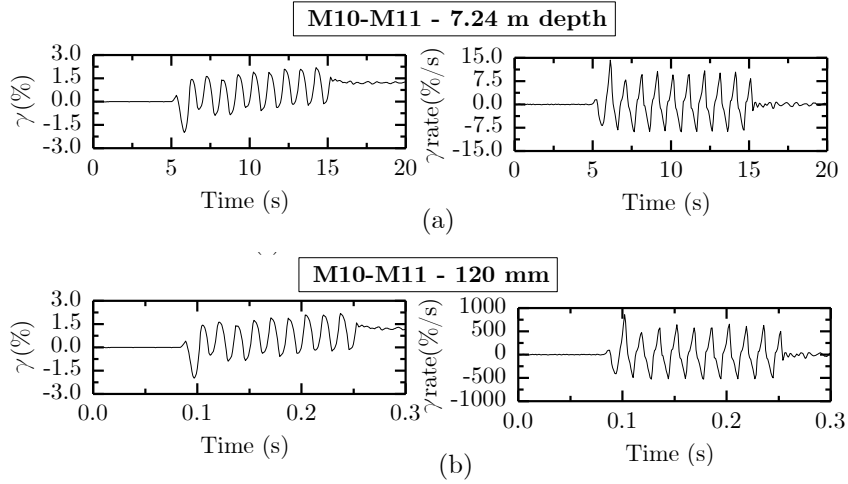 M10-M11 - 7.24 m depth
3.0
1.5
0.0
-1.5
-3.0
γ(%)
0 5 10 15 20
Time (s)
15.0
7.5
0.0
-7.5
-15.0
γrate(%/s)
0 5 10 15 20
Time (s)
(a)
M10-M11 - 120 mm
3.0
1.5
0.0
-1.5
-3.0
γ(%)
0.0 0.1 0.2 0.3
Time (s)
1000
500
0
-500
-1000
γrate(%/s)
0.0 0.1 0.2 0.3
Time (s)
(b)